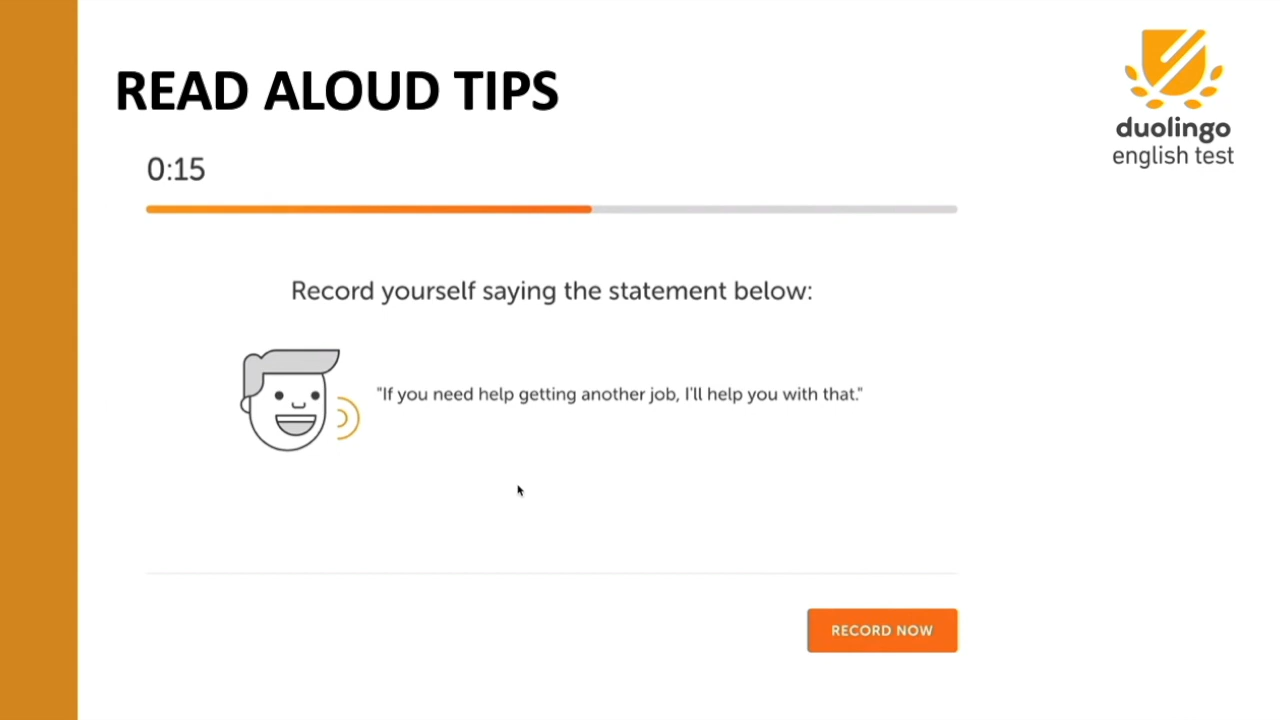 READ ALOUD TIPS
duolingo
english test
0:15
Record yourself saying the statement below:
"If you need help getting another job, I'll help you with that."
RECORD NOW